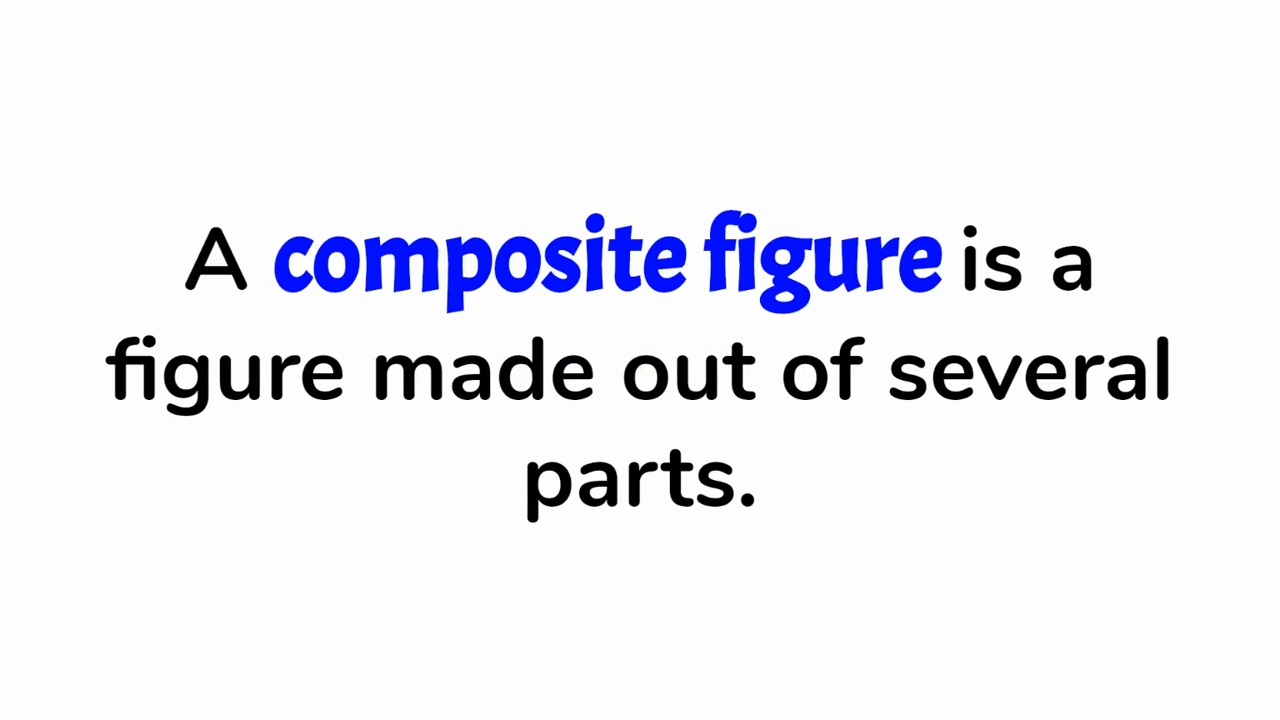 A composite figure is a
figure made out of several
parts.